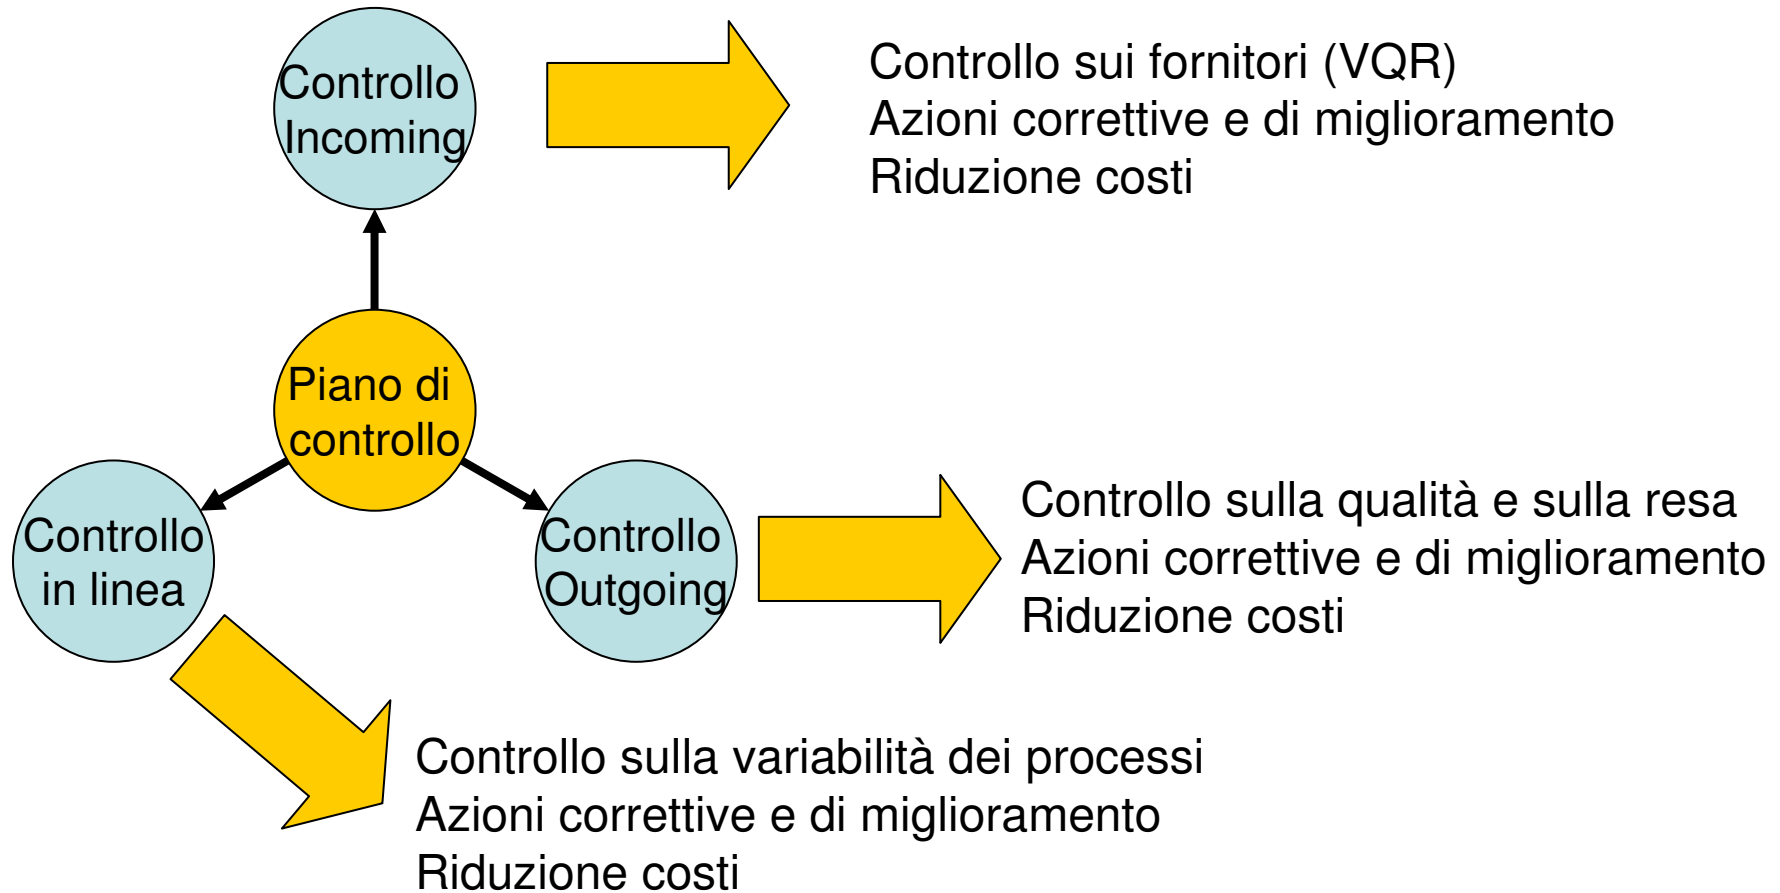 Controllo
Incoming
Controllo sui fornitori (VQR)
Azioni correttive e di miglioramento
Riduzione costi
Piano di
controllo
Controllo
in linea
Controllo
Outgoing
Controllo sulla qualità e sulla resa
Azioni correttive e di miglioramento
Riduzione costi
Controllo sulla variabilità dei processi
Azioni correttive e di miglioramento
Riduzione costi